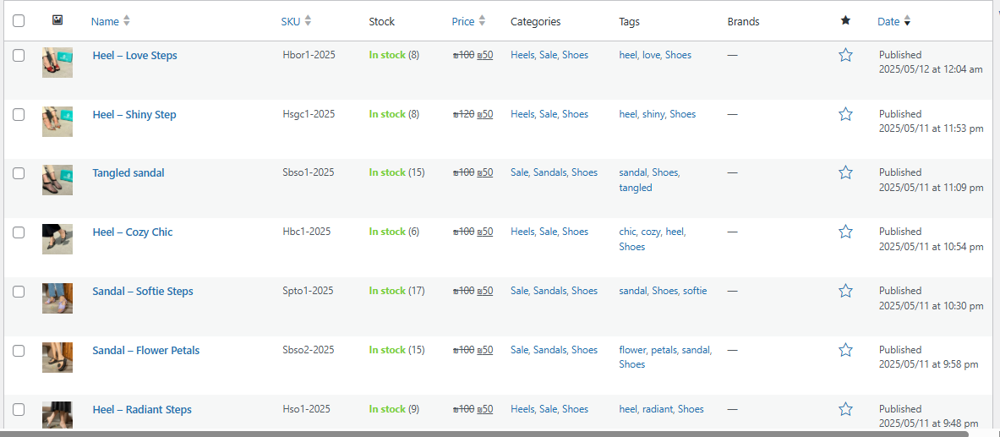 Name SKU Stock Price Categories Tags Brands Date
Heel – Love Steps Hbor1-2025 In stock (8) ₪100 ₪50 Heels, Sale, Shoes heel, love, Shoes — Published
2025/05/12 at 12:04 am
Heel – Shiny Step Hsgc1-2025 In stock (8) ₪120 ₪50 Heels, Sale, Shoes heel, shiny, Shoes — Published
2025/05/11 at 11:53 pm
Tangled sandal Sbso1-2025 In stock (15) ₪100 ₪50 Sale, Sandals, Shoes sandal, Shoes, — Published
tangled 2025/05/11 at 11:09 pm
Heel – Cozy Chic Hbc1-2025 In stock (6) ₪100 ₪50 Heels, Sale, Shoes chic, cozy, heel, — Published
Shoes 2025/05/11 at 10:54 pm
Sandal – Softie Steps Spto1-2025 In stock (17) ₪100 ₪50 Sale, Sandals, Shoes sandal, Shoes, softie — Published
2025/05/11 at 10:30 pm
Sandal – Flower Petals Sbso2-2025 In stock (15) ₪100 ₪50 Sale, Sandals, Shoes flower, petals, sandal, — Published
Shoes 2025/05/11 at 9:58 pm
Heel – Radiant Steps Hso1-2025 In stock (9) ₪100 ₪50 Heels, Sale, Shoes heel, radiant, Shoes — Published
2025/05/11 at 9:48 pm